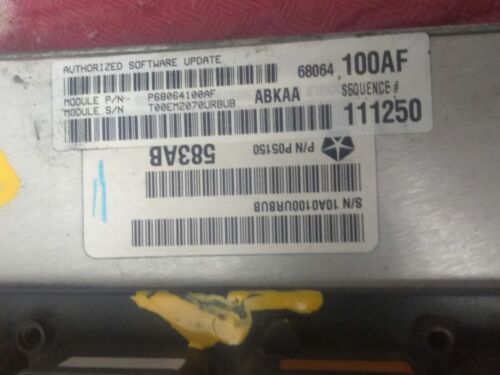 AUTHORIZED SOFTWARE UPDATE
68064 100AF
MODULE P/N- P68064100AF
MODULE S/N T00EM2070URBUB
ABKAA SEQUENCE #
111250
P/N P05150
583AB
S/N 10A0100URBUB